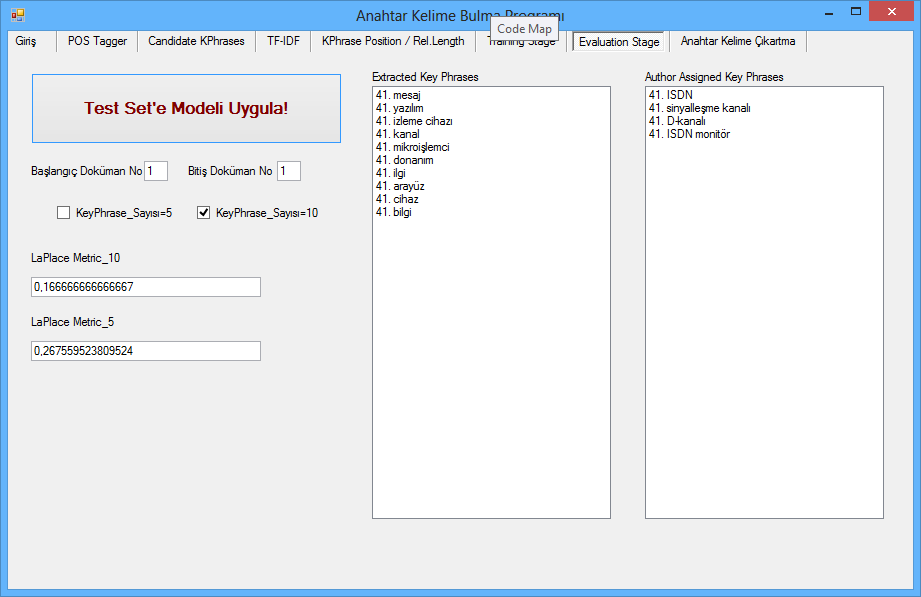 Anahtar Kelime Bulma Programı
Code Map
Giriş
POS Tagger
Candidate KPhrases
TF-IDF
KPhrase Position / Rel.Length
Training Stage
Evaluation Stage
Anahtar Kelime Çıkartma
Test Set'e Modeli Uygula!
Başlangıç Doküman No 1
Bitiş Doküman No 1
KeyPhrase_Sayısı=5
KeyPhrase_Sayısı=10
LaPlace Metric_10
0,166666666666667
LaPlace Metric_5
0,267559523809524
Extracted Key Phrases
41. mesaj
41. yazılım
41. izleme cihazı
41. kanal
41. mikroişlemci
41. donanım
41. ilgi
41. arayüz
41. cihaz
41. bilgi
Author Assigned Key Phrases
41. ISDN
41. sinyalleşme kanalı
41. D-kanalı
41. ISDN monitör